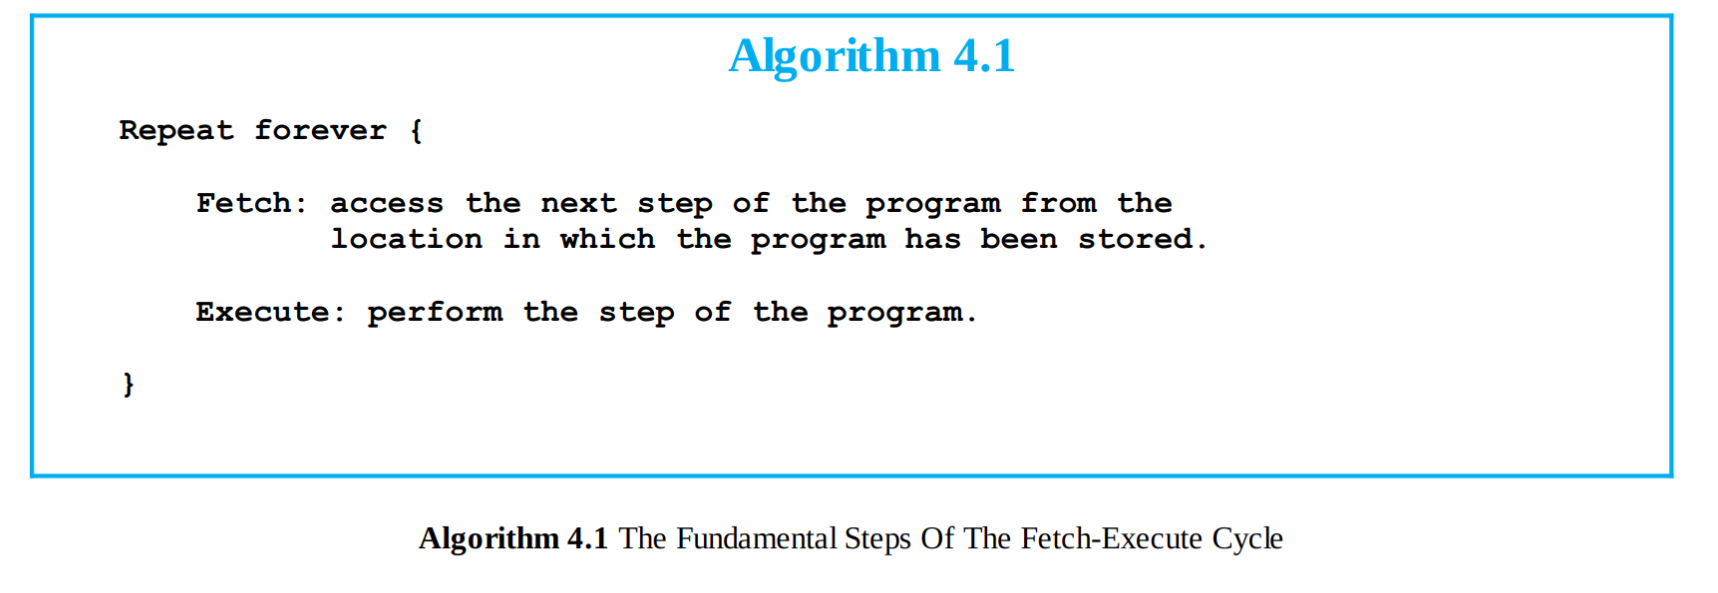 Algorithm 4.1
Repeat forever {
Fetch: access the next step of the program from the
location in which the program has been stored.
Execute: perform the step of the program.
}
Algorithm 4.1 The Fundamental Steps Of The Fetch-Execute Cycle